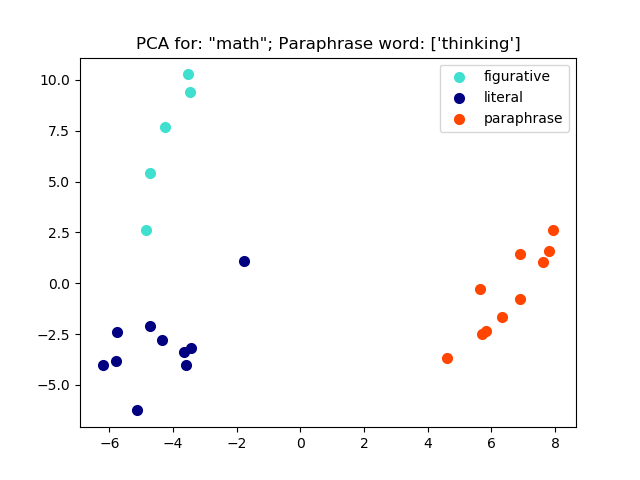 PCA for: "math"; Paraphrase word: ['thinking']
figurative
literal
paraphrase
10.0
7.5
5.0
2.5
0.0
−2.5
−5.0
−6 −4 −2 0 2 4 6 8